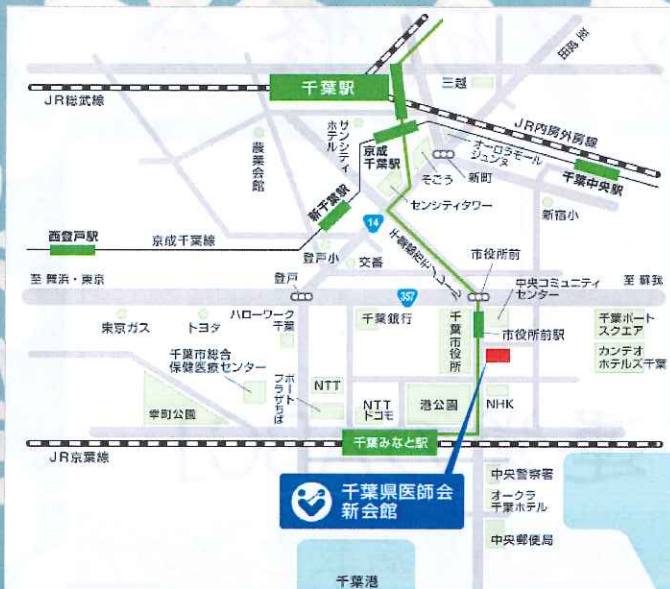 至 成田
千葉駅
三越
JR総武線
JR内房外房線
サンシティ
ホテル
京成
千葉駅
オーロラモール
ジュンヌ
農業
会館
そごう
新町
千葉中央駅
新千葉駅
センシティタワー
新宿小
西登戸駅
京成千葉線
14
登戸小
交番
千葉都市モノレール
市役所前
至 舞浜・東京
登戸
357
中央コミュニティ
センター
至 蘇我
東京ガス
トヨタ
ハローワーク
千葉
千葉銀行
千葉市役所
市役所前駅
千葉ポート
スクエア
千葉市総合
保健医療センター
カンデオ
ホテルズ千葉
ポート
プラザちば
NTT
幸町公園
NTT
ドコモ
港公園
NHK
千葉みなと駅
JR京葉線
千葉県医師会
新会館
中央警察署
オークラ
千葉ホテル
中央郵便局
千葉港